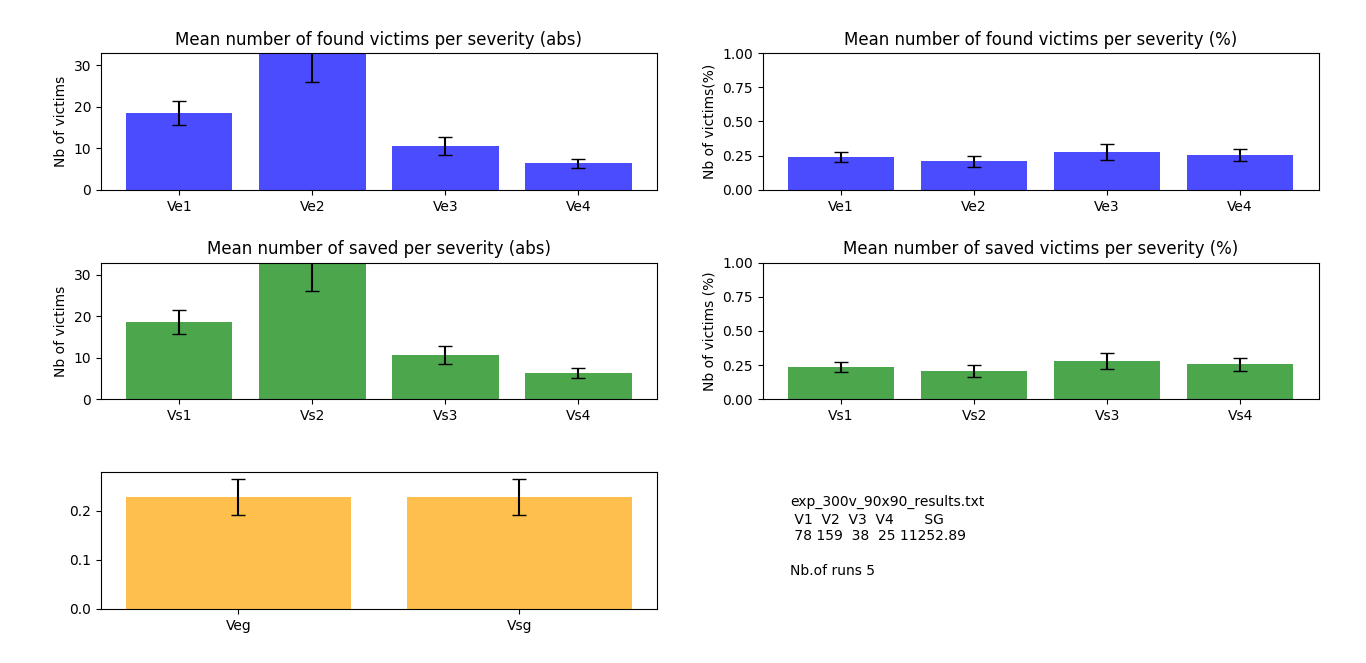 Mean number of found victims per severity (abs)
Nb of victims
30
20
10
0
Ve1 Ve2 Ve3 Ve4
Mean number of found victims per severity (%)
Nb of victims(%)
1.00
0.75
0.50
0.25
0.00
Ve1 Ve2 Ve3 Ve4
Mean number of saved per severity (abs)
Nb of victims
30
20
10
0
Vs1 Vs2 Vs3 Vs4
Mean number of saved victims per severity (%)
Nb of victims (%)
1.00
0.75
0.50
0.25
0.00
Vs1 Vs2 Vs3 Vs4
0.2
0.1
0.0
Veg Vsg
exp_300v_90x90_results.txt
V1 V2 V3 V4 SG
78 159 38 25 11252.89
Nb.of runs 5